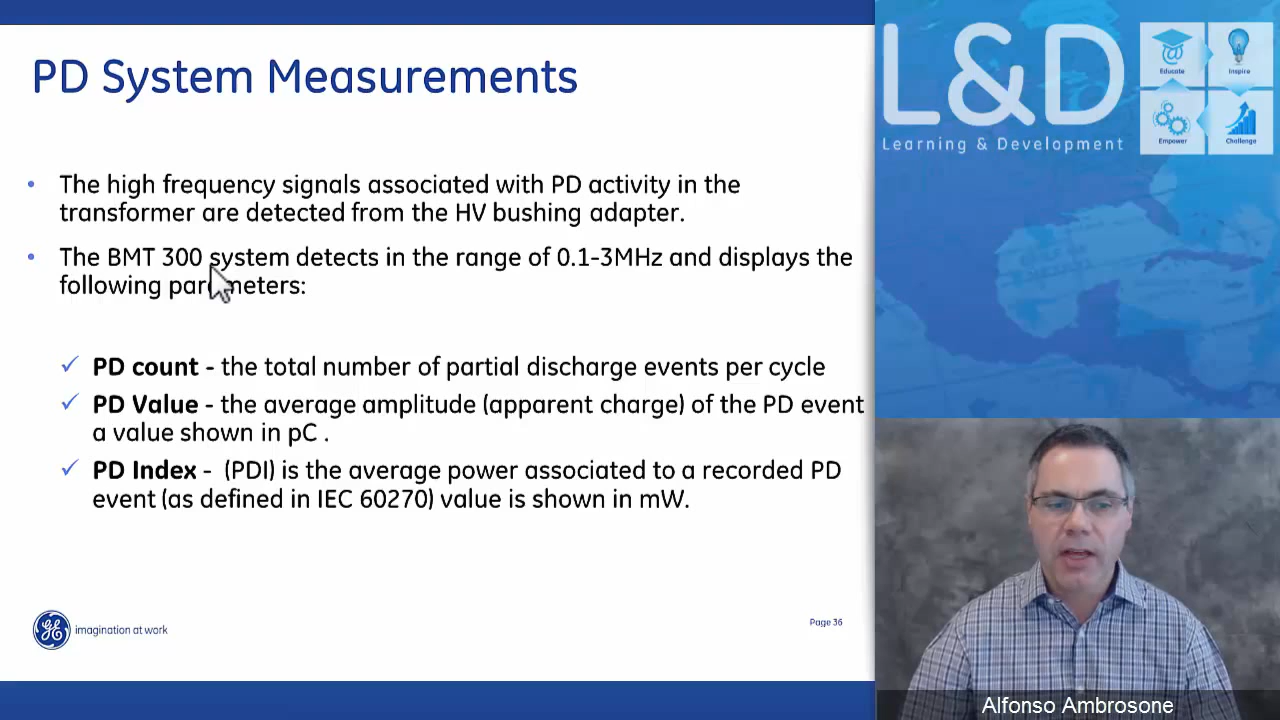 PD System Measurements
• The high frequency signals associated with PD activity in the
transformer are detected from the HV bushing adapter.
• The BMT 300 system detects in the range of 0.1-3MHz and displays the
following parameters:
✓ PD count - the total number of partial discharge events per cycle
✓ PD Value - the average amplitude (apparent charge) of the PD event
a value shown in pC .
✓ PD Index - (PDI) is the average power associated to a recorded PD
event (as defined in IEC 60270) value is shown in mW.
GE imagination at work
Page 36
L&D
Learning & Development
Educate
Inspire
Empower
Challenge
Alfonso Ambrosone